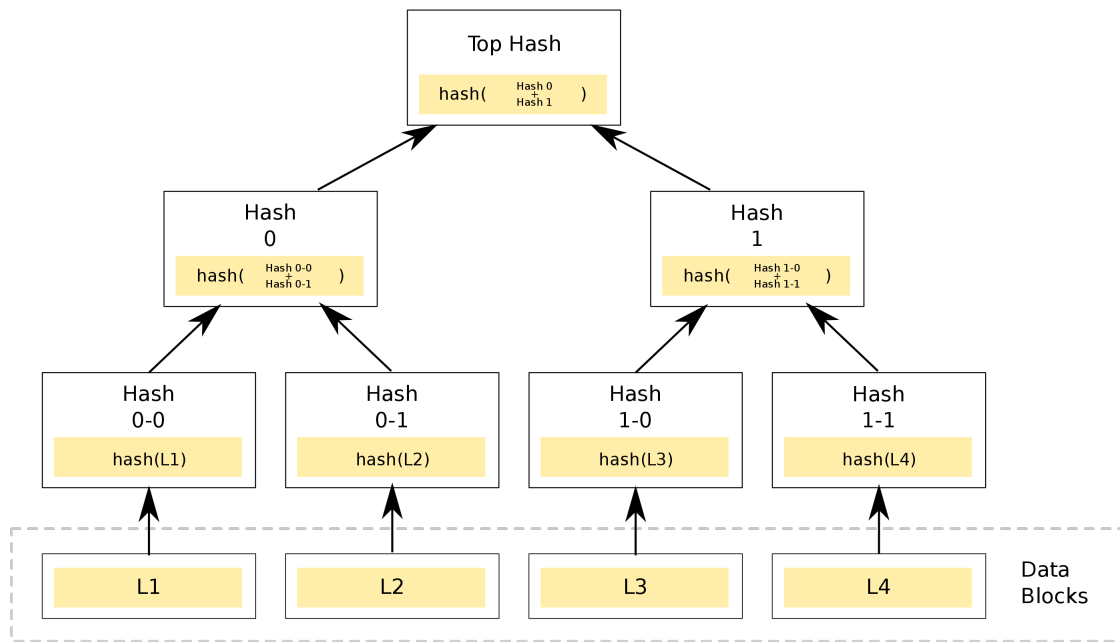 Top Hash
hash( Hash 0 + Hash 1 )
Hash
0
hash( Hash 0-0 + Hash 0-1 )
Hash
1
hash( Hash 1-0 + Hash 1-1 )
Hash
0-0
hash(L1)
Hash
0-1
hash(L2)
Hash
1-0
hash(L3)
Hash
1-1
hash(L4)
L1
L2
L3
L4
Data
Blocks